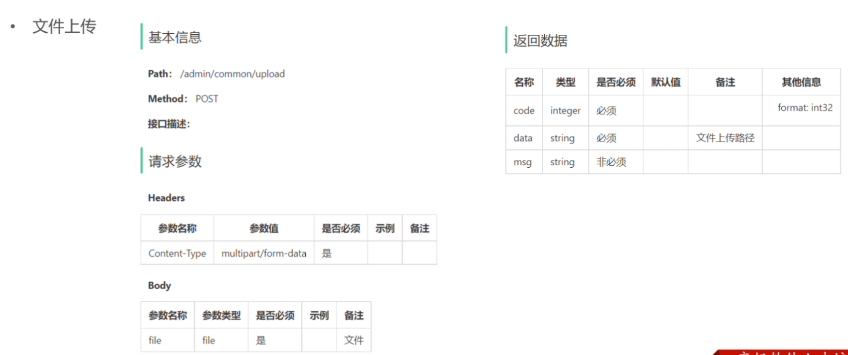 • 文件上传
基本信息
Path: /admin/common/upload
Method: POST
接口描述:
请求参数
Headers
参数名称 参数值 是否必须 示例 备注
Content-Type multipart/form-data 是
Body
参数名称 参数类型 是否必须 示例 备注
file file 是 文件
返回数据
名称 类型 是否必须 默认值 备注 其他信息
code integer 必须 format: int32
data string 必须 文件上传路径
msg string 非必须